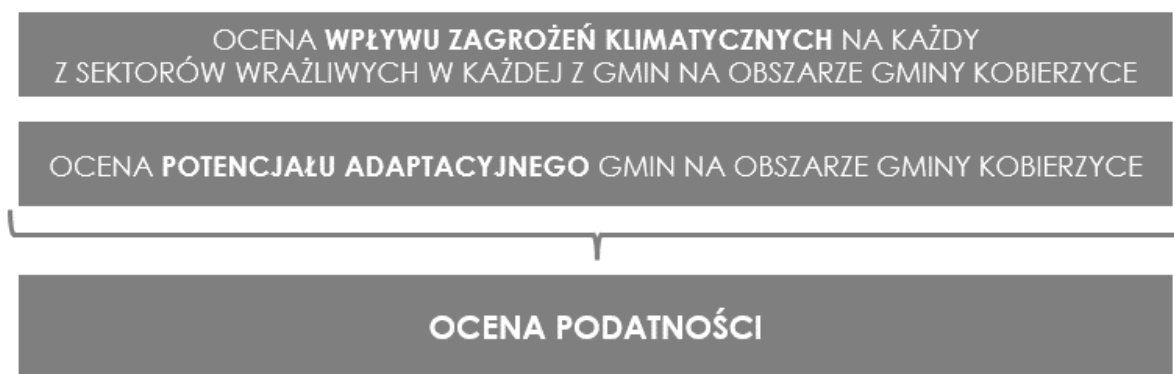 OCENA WPŁYWU ZAGROŻEŃ KLIMATYCZNYCH NA KAŻDY
Z SEKTORÓW WRAŻLIWYCH W KAŻDEJ Z GMIN NA OBSZARZE GMINY KOBIERZYCE
OCENA POTENCJAŁU ADAPTACYJNEGO GMIN NA OBSZARZE GMINY KOBIERZYCE
OCENA PODATNOŚCI